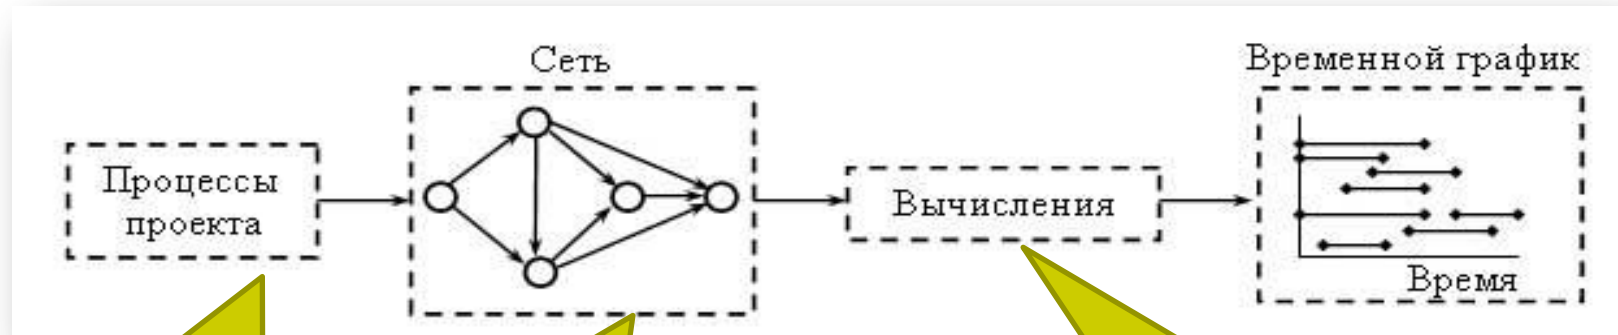 Процессы
проекта
Сеть
Вычисления
Временной график
Время